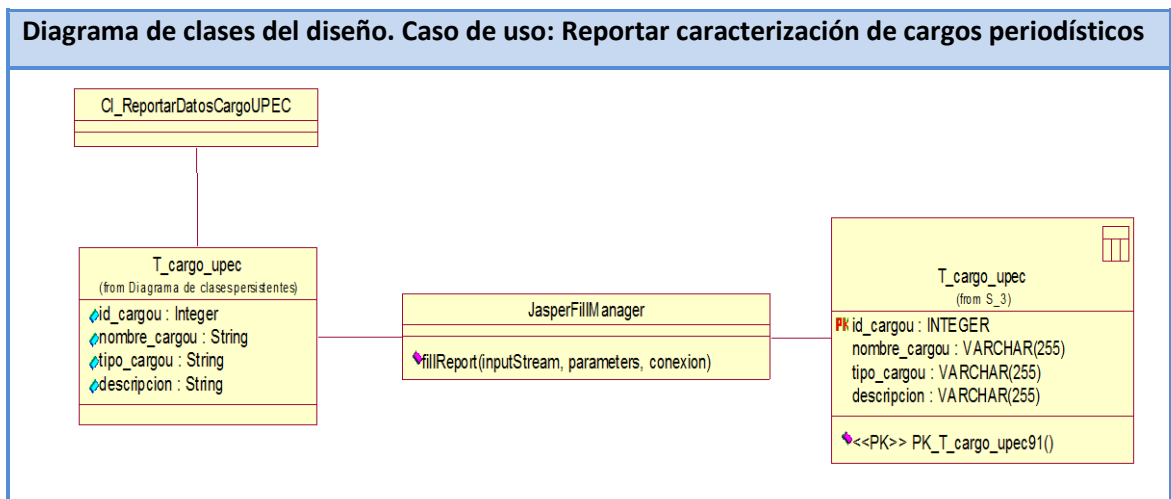 Diagrama de clases del diseño. Caso de uso: Reportar caracterización de cargos periodísticos
CI_ReportarDatosCargoUPEC
T_cargo_upec
(from Diagrama de clasespersistentes)
id_cargou : Integer
nombre_cargou : String
tipo_cargou : String
descripcion : String
JasperFillManager
fillReport(inputStream, parameters, conexion)
T_cargo_upec
(from S_3)
PK id_cargou : INTEGER
nombre_cargou : VARCHAR(255)
tipo_cargou : VARCHAR(255)
descripcion : VARCHAR(255)
<<PK>> PK_T_cargo_upec91()